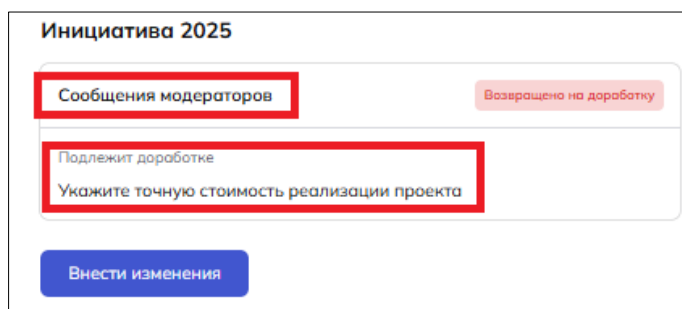 Инициатива 2025
Сообщения модераторов
Возвращено на доработку
Подлежит доработке
Укажите точную стоимость реализации проекта
Внести изменения